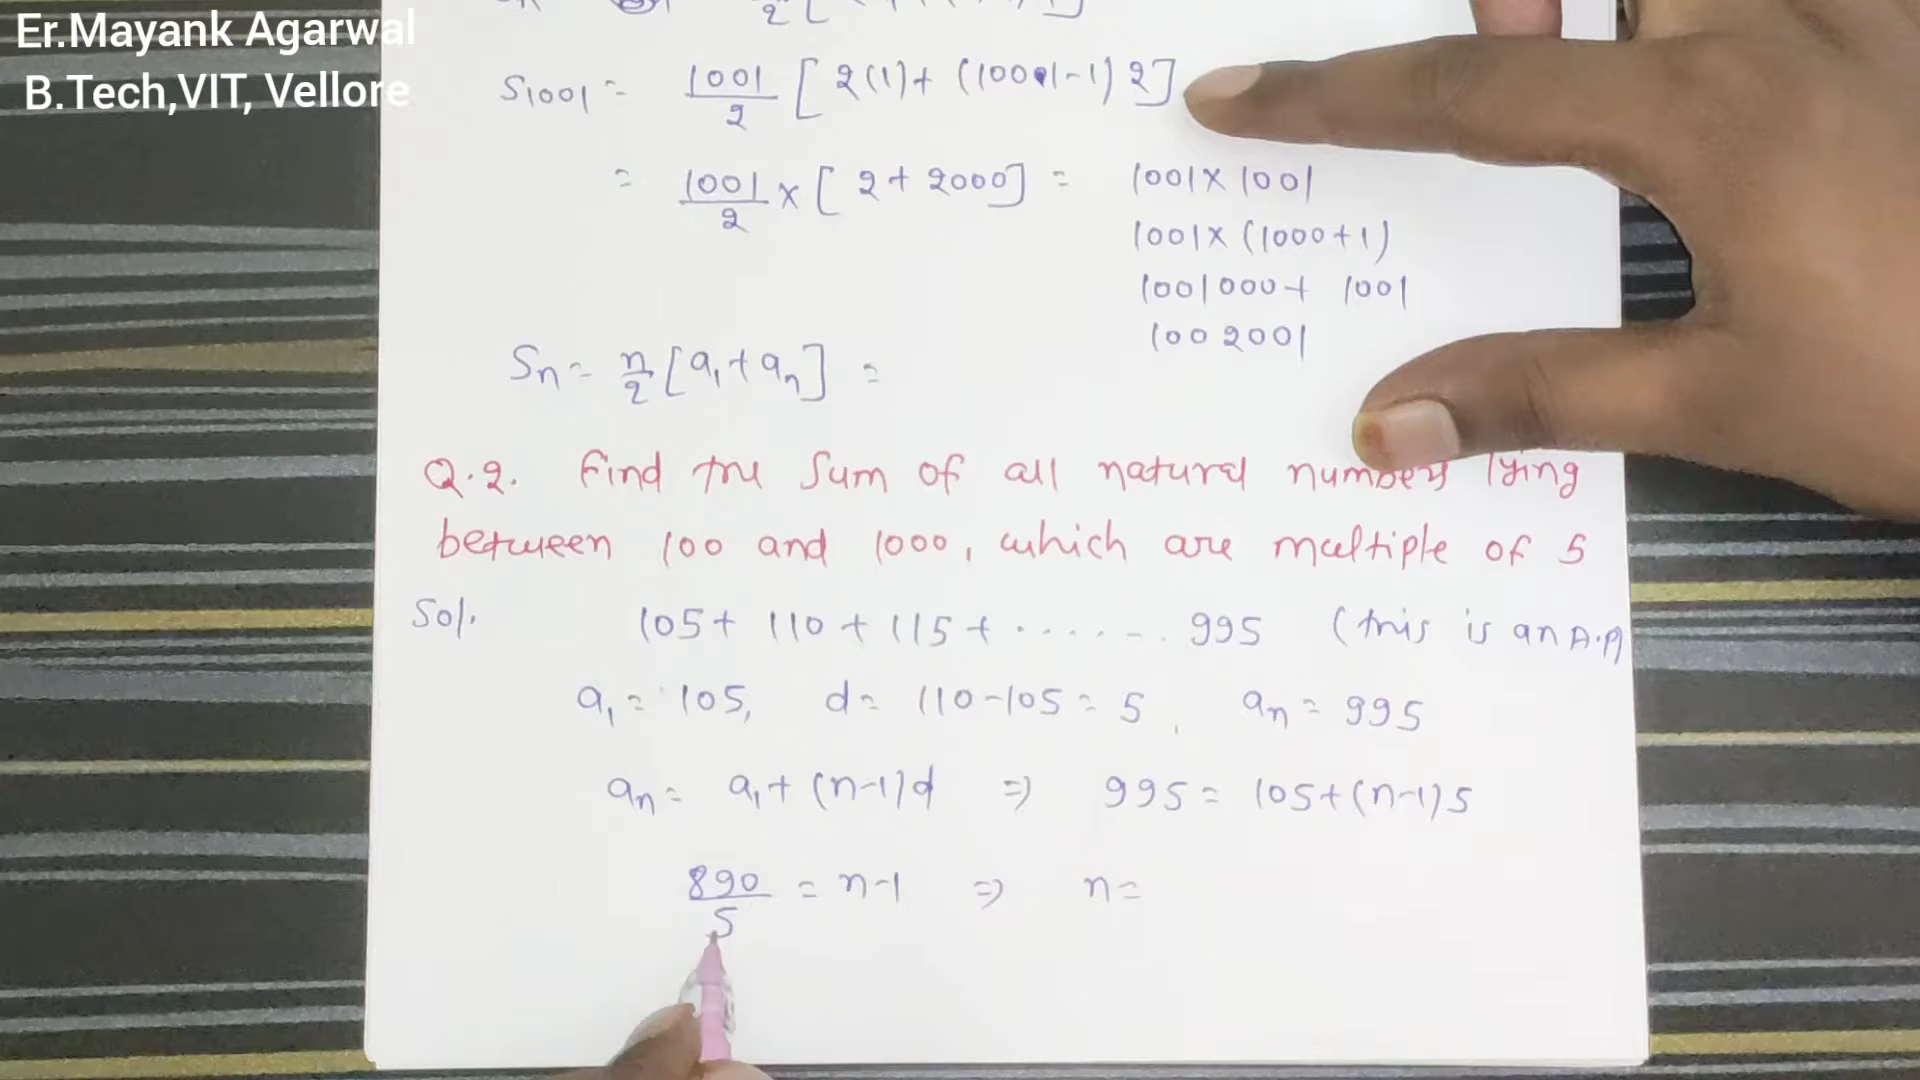 Er.Mayank Agarwal
B.Tech,VIT, Vellore
S1001 = 1001/2 [ 2(1)+ (1001-1) 2]
= 1001/2 × [ 2 + 2000] = 1001 × 1001
1001 × (1000+1)
1001000 + 1001
1002001
Sn = n/2 [a1 + an] =
Q.2. Find the Sum of all natural numbers lying
between 100 and 1000, which are multiple of 5
Sol. 105 + 110 + 115 + ........ 995 (this is an A.P)
a1 = 105, d = 110-105 = 5, an = 995
an = a1 + (n-1)d ⇒ 995 = 105+(n-1)5
890/5 = n-1 ⇒ n =